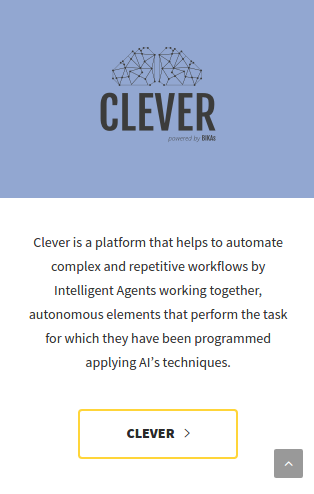 CLEVER
powered by BIKAs
Clever is a platform that helps to automate
complex and repetitive workflows by
Intelligent Agents working together,
autonomous elements that perform the task
for which they have been programmed
applying AI's techniques.
CLEVER